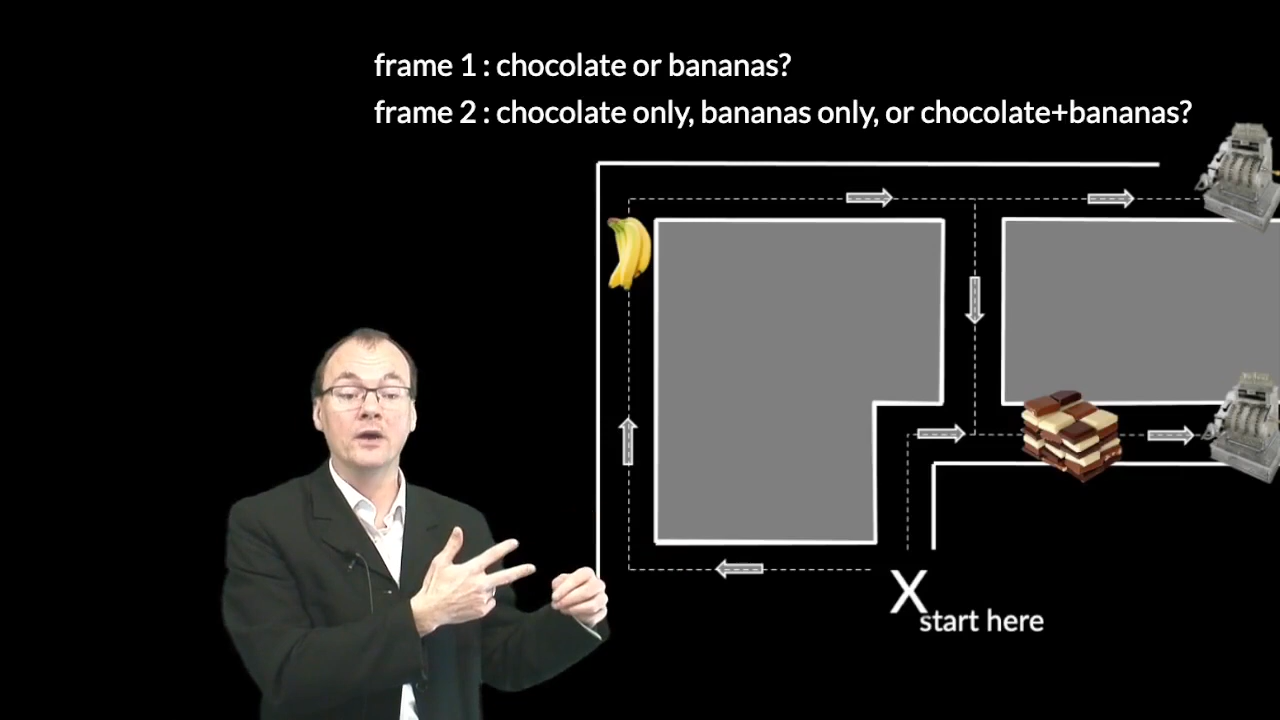 frame 1 : chocolate or bananas?
frame 2 : chocolate only, bananas only, or chocolate+bananas?
X
start here